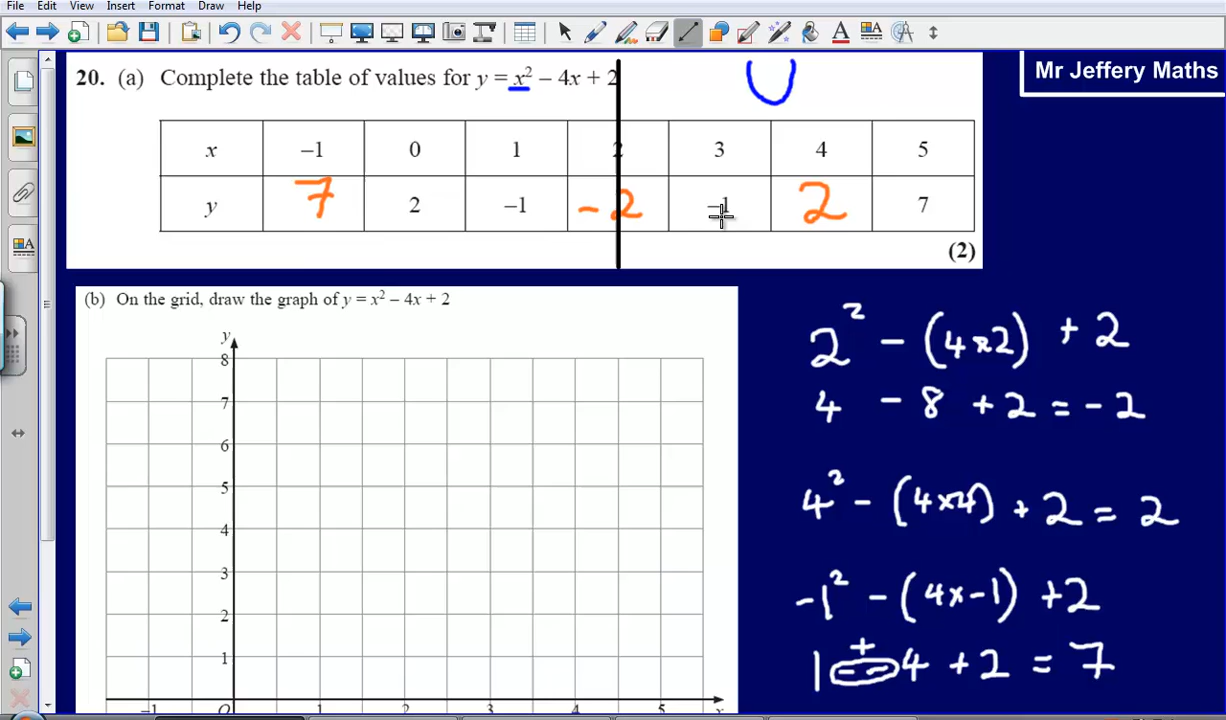 File Edit View Insert Format Draw Help
Mr Jeffery Maths
20. (a) Complete the table of values for y = x² – 4x + 2
x –1 0 1 2 3 4 5
y 7 2 –1 -2 –1 2 7
(2)
(b) On the grid, draw the graph of y = x² – 4x + 2
y
8
7
6
5
4
3
2
1
–1 O 1 2 3 4 5 x
2² - (4×2) + 2
4 - 8 + 2 = -2
4² - (4×4) + 2 = 2
-1² - (4×-1) + 2
+
1 - - 4 + 2 = 7